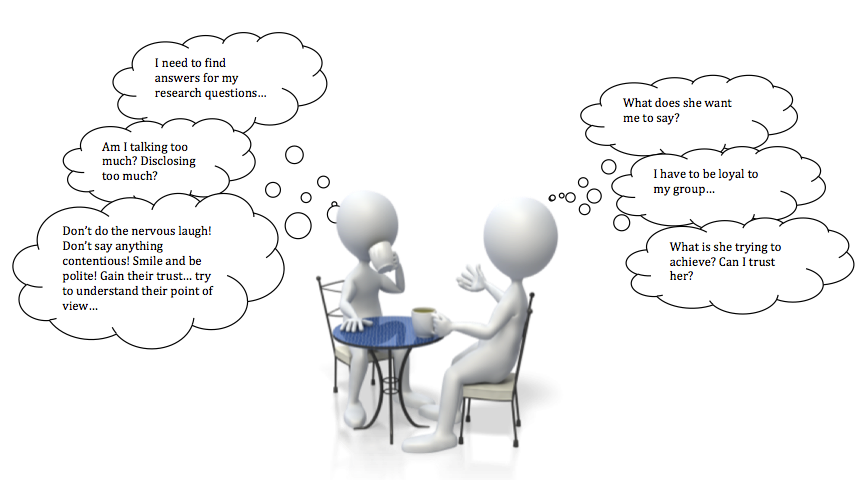 I need to find
answers for my
research questions…
Am I talking too
much? Disclosing
too much?
Don’t do the nervous laugh!
Don’t say anything
contentious! Smile and be
polite! Gain their trust… try
to understand their point of
view…
What does she want
me to say?
I have to be loyal to
my group…
What is she trying to
achieve? Can I trust
her?